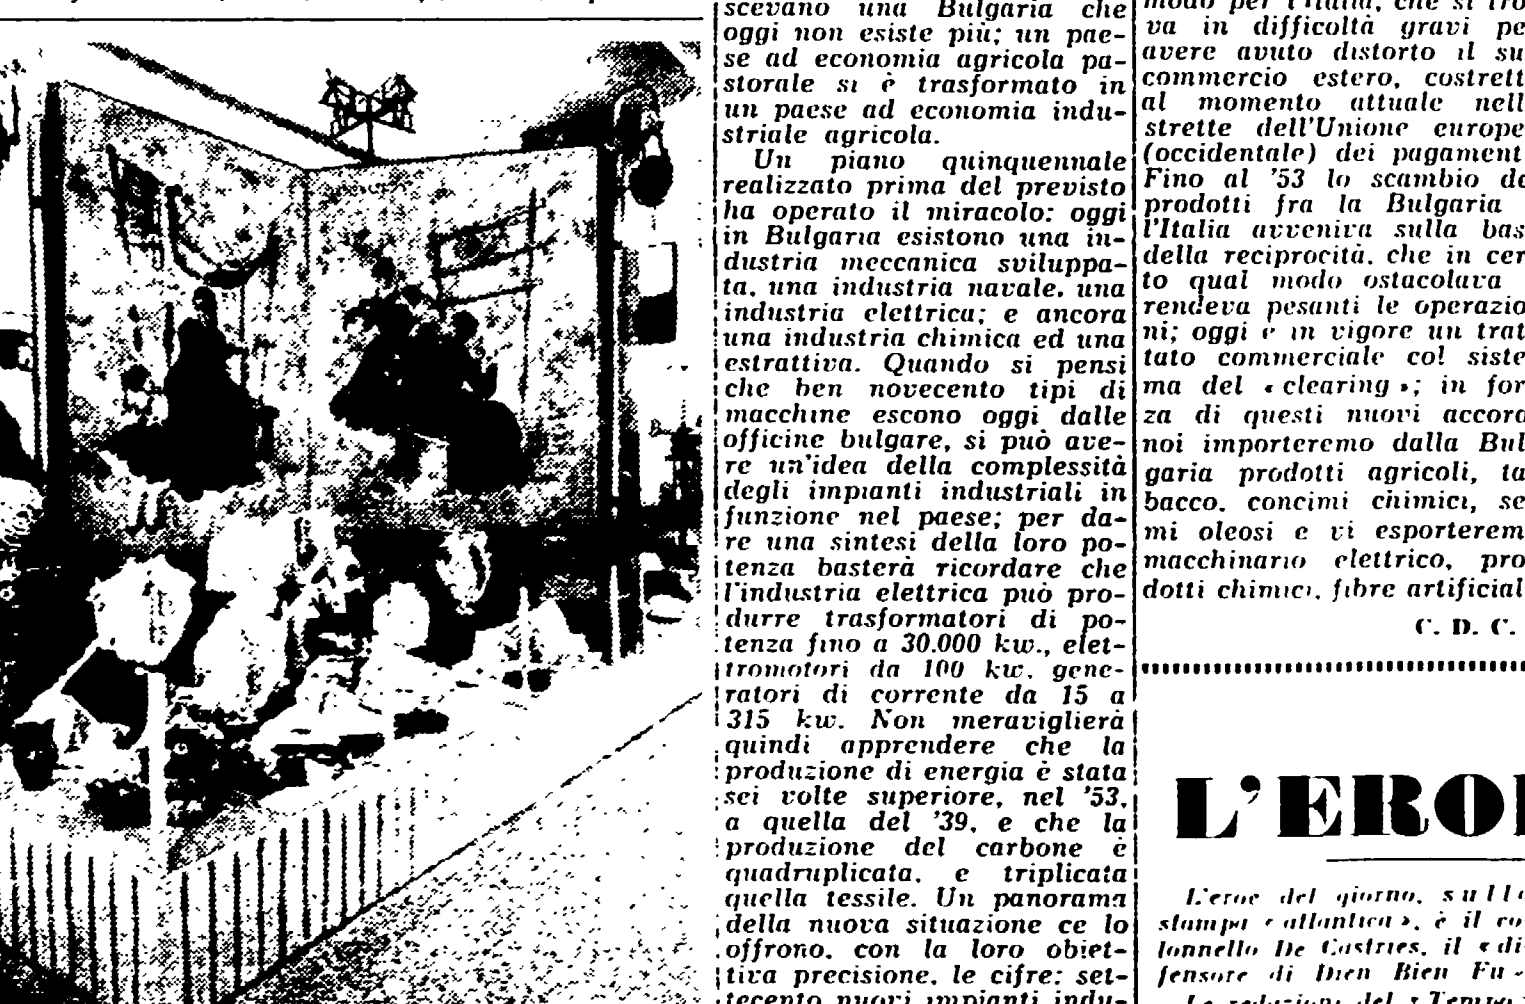 scevano una Bulgaria che
oggi non esiste più; un pae-
se ad economia agricola pa-
storale si è trasformato in
un paese ad economia indu-
striale agricola.
Un piano quinquennale
realizzato prima del previsto
ha operato il miracolo: oggi
in Bulgaria esistono una in-
dustria meccanica sviluppa-
ta, una industria navale, una
industria elettrica; e ancora
una industria chimica ed una
estrattiva. Quando si pensi
che ben novecento tipi di
macchine escono oggi dalle
officine bulgare, si può ave-
re un'idea della complessità
degli impianti industriali in
funzione nel paese; per da-
re una sintesi della loro po-
tenza basterà ricordare che
l'industria elettrica può pro-
durre trasformatori di po-
tenza fino a 30.000 kw., elet-
tromotori da 100 kw. gene-
ratori di corrente da 15 a
315 kw. Non meraviglierà
quindi apprendere che la
produzione di energia è stata
sei volte superiore, nel '53,
a quella del '39, e che la
produzione del carbone è
quadruplicata, e triplicata
quella tessile. Un panorama
della nuova situazione ce lo
offrono, con la loro obiet-
tiva precisione, le cifre: set-
tecento nuovi impianti indu-
modo per l'Italia, che si tro
va in difficoltà gravi pe
avere avuto distorto il su
commercio estero, costrett
al momento attuale nell
strette dell'Unione europe
(occidentale) dei pagament
Fino al '53 lo scambio de
prodotti fra la Bulgaria
l'Italia avveniva sulla bas
della reciprocità, che in cer
to qual modo ostacolava
rendeva pesanti le operazio
ni; oggi è in vigore un trat
tato commerciale col siste
ma del « clearing »; in for
za di questi nuovi accord
noi importeremo dalla Bul
garia prodotti agricoli, ta
bacco, concimi chimici, se
mi oleosi e vi esporterem
macchinario elettrico, pro
dotti chimici, fibre artificial
C. D. C.
L'EROE
L'eroe del giorno, sulla
stampa « atlantica », è il co
lonnello De Castries, il « di
fensore di Dien Bien Fu »